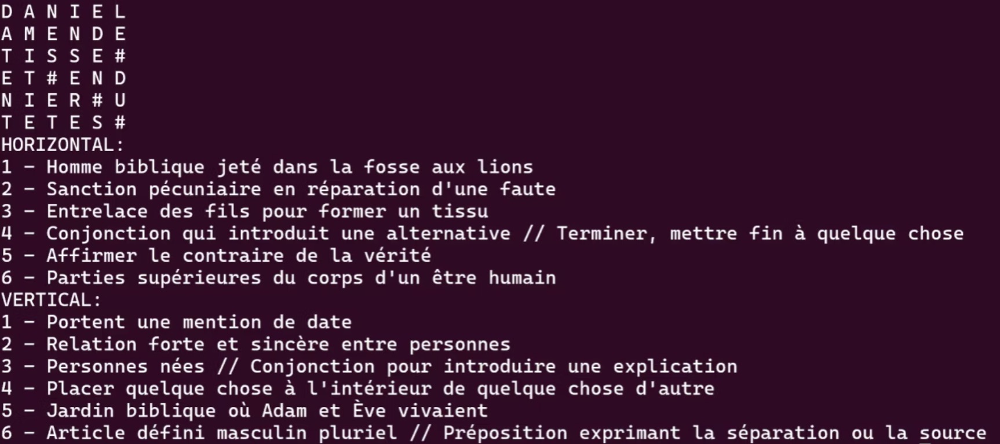 D A N I E L
A M E N D E
T I S S E #
E T # E N D
N I E R # U
T E T E S #
HORIZONTAL:
1 - Homme biblique jeté dans la fosse aux lions
2 - Sanction pécuniaire en réparation d'une faute
3 - Entrelace des fils pour former un tissu
4 - Conjonction qui introduit une alternative // Terminer, mettre fin à quelque chose
5 - Affirmer le contraire de la vérité
6 - Parties supérieures du corps d'un être humain
VERTICAL:
1 - Portent une mention de date
2 - Relation forte et sincère entre personnes
3 - Personnes nées // Conjonction pour introduire une explication
4 - Placer quelque chose à l'intérieur de quelque chose d'autre
5 - Jardin biblique où Adam et Ève vivaient
6 - Article défini masculin pluriel // Préposition exprimant la séparation ou la source